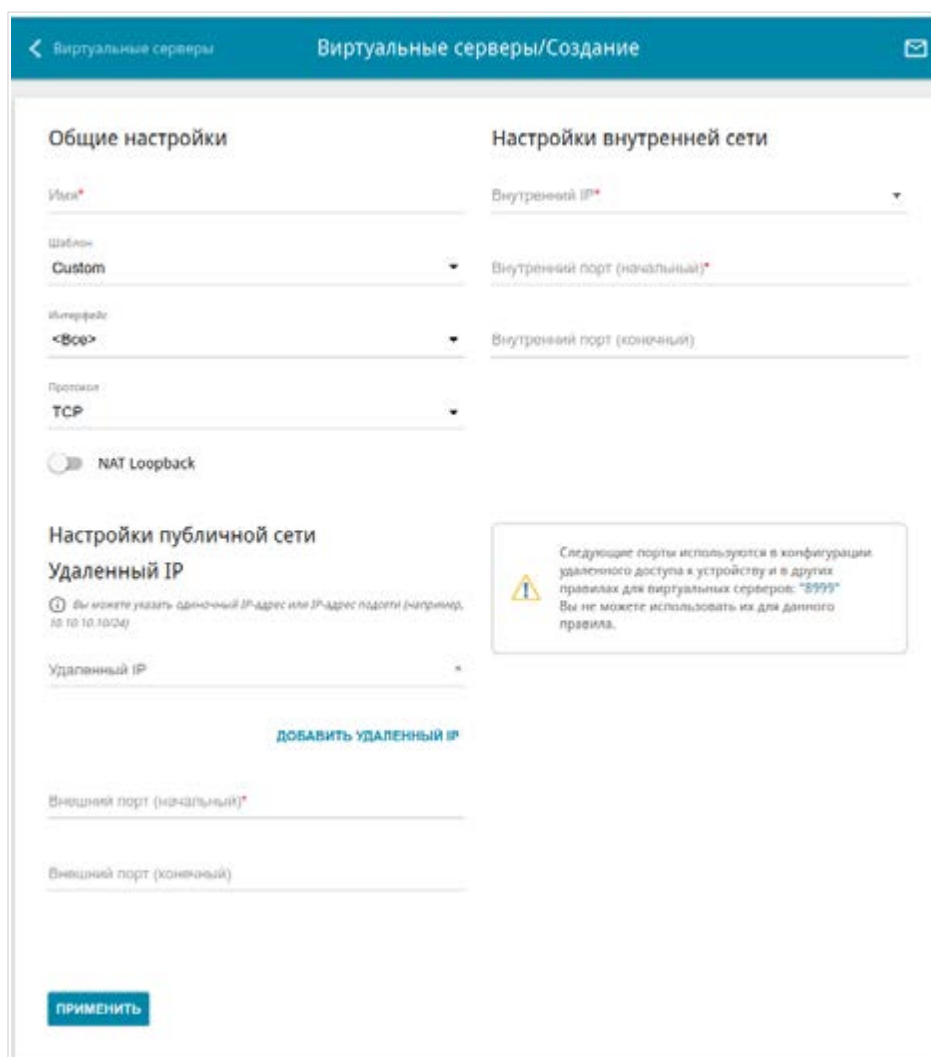 Виртуальные серверы
Виртуальные серверы/Создание
Общие настройки
Имя*
Шаблон
Custom
Интерфейс
<Все>
Протокол
TCP
NAT Loopback
Настройки внутренней сети
Внутренний IP*
Внутренний порт (начальный)*
Внутренний порт (конечный)
Настройки публичной сети
Удаленный IP
Вы можете указать одиночный IP-адрес или IP-адрес подсети (например,
10.10.10.10/24)
Удаленный IP
ДОБАВИТЬ УДАЛЕННЫЙ IP
Внешний порт (начальный)*
Внешний порт (конечный)
Следующие порты используются в конфигурации
удаленного доступа к устройству и в других
правилах для виртуальных серверов: "8999"
Вы не можете использовать их для данного
правила.
ПРИМЕНИТЬ